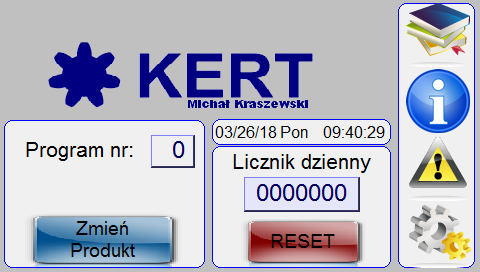 KERT
Michał Kraszewski
03/26/18 Pon 09:40:29
Program nr: 0
Licznik dzienny
0000000
Zmień
Produkt
RESET